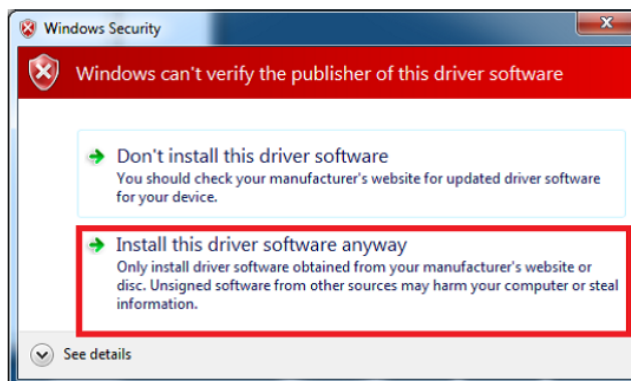 Windows Security
Windows can't verify the publisher of this driver software
Don't install this driver software
You should check your manufacturer's website for updated driver software
for your device.
Install this driver software anyway
Only install driver software obtained from your manufacturer's website or
disc. Unsigned software from other sources may harm your computer or steal
information.
See details